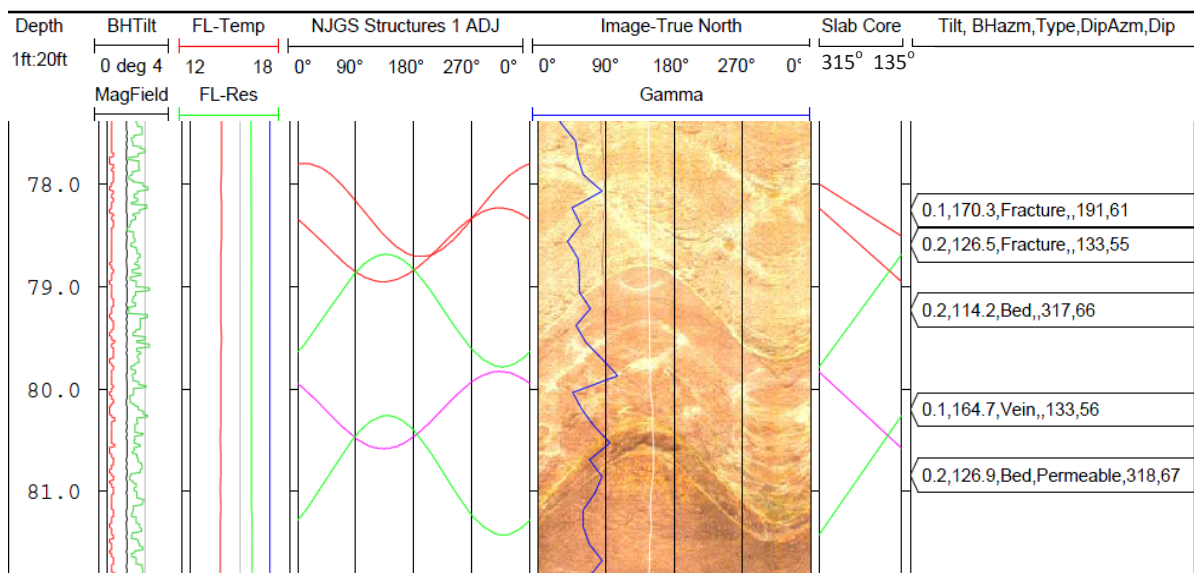 Depth BHTilt FL-Temp NJGS Structures 1 ADJ Image-True North Slab Core Tilt, BHazm,Type,DipAzm,Dip
1ft:20ft 0 deg 4 12 18 0° 90° 180° 270° 0° 0° 90° 180° 270° 0° 315° 135°
MagField FL-Res Gamma
78.0
0.1,170.3,Fracture,,191,61
0.2,126.5,Fracture,,133,55
79.0
0.2,114.2,Bed,,317,66
80.0
0.1,164.7,Vein,,133,56
0.2,126.9,Bed,Permeable,318,67
81.0